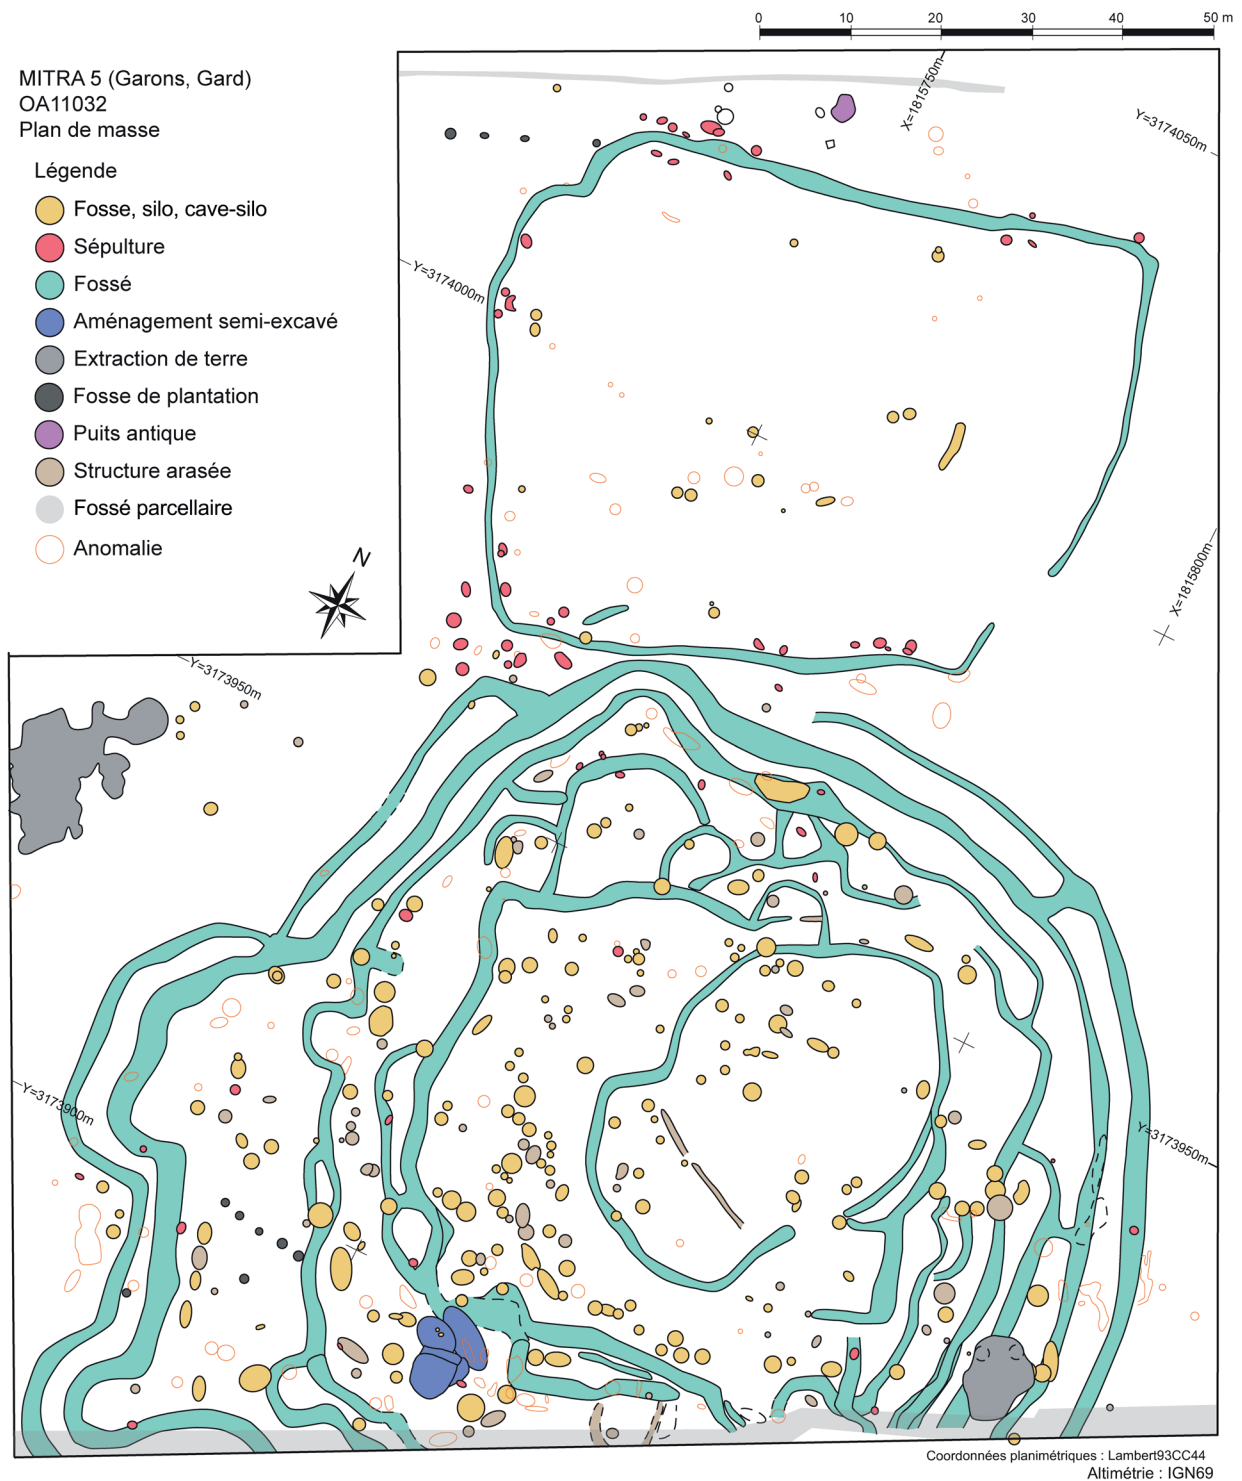 0 10 20 30 40 50 m
MITRA 5 (Garons, Gard)
OA11032
Plan de masse
Légende
Fosse, silo, cave-silo
Sépulture
Fossé
Aménagement semi-excavé
Extraction de terre
Fosse de plantation
Puits antique
Structure arasée
Fossé parcellaire
Anomalie
N
X=1815750m
Y=3174050m
Y=3174000m
X=1815800m
Y=3173950m
Y=3173900m
Y=3173950m
Coordonnées planimétriques : Lambert93CC44
Altimétrie : IGN69